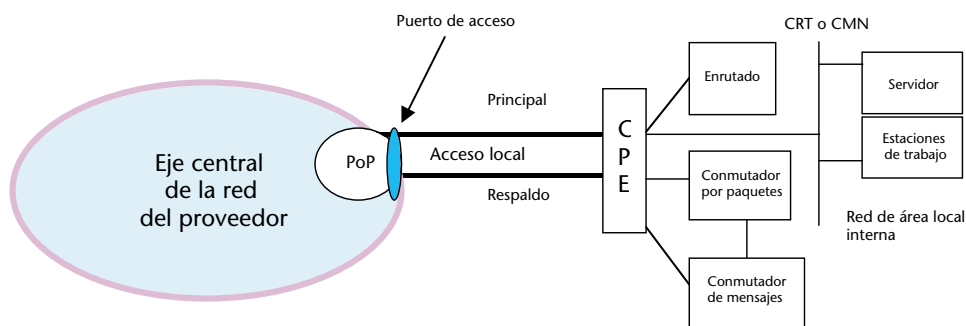 Puerto de acceso
CRT o CMN
Enrutado
Servidor
Principal
C
P
E
PoP
Acceso local
Estaciones
de trabajo
Eje central
de la red
del proveedor
Conmutador
por paquetes
Respaldo
Red de área local
interna
Conmutador
de mensajes